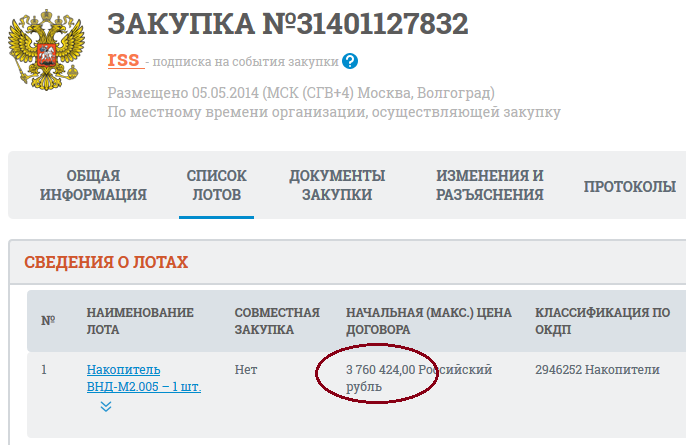 ЗАКУПКА №31401127832
ISS - подписка на события закупки ?
Размещено 05.05.2014 (МСК (СГВ+4) Москва, Волгоград)
По местному времени организации, осуществляющей закупку
ОБЩАЯ
ИНФОРМАЦИЯ
СПИСОК
ЛОТОВ
ДОКУМЕНТЫ
ЗАКУПКИ
ИЗМЕНЕНИЯ И
РАЗЪЯСНЕНИЯ
ПРОТОКОЛЫ
СВЕДЕНИЯ О ЛОТАХ
№
НАИМЕНОВАНИЕ
ЛОТА
СОВМЕСТНАЯ
ЗАКУПКА
НАЧАЛЬНАЯ (МАКС.) ЦЕНА
ДОГОВОРА
КЛАССИФИКАЦИЯ ПО
ОКДП
1
Накопитель
ВНД-М2.005 – 1 шт.
Нет
3 760 424,00 Российский
рубль
2946252 Накопители